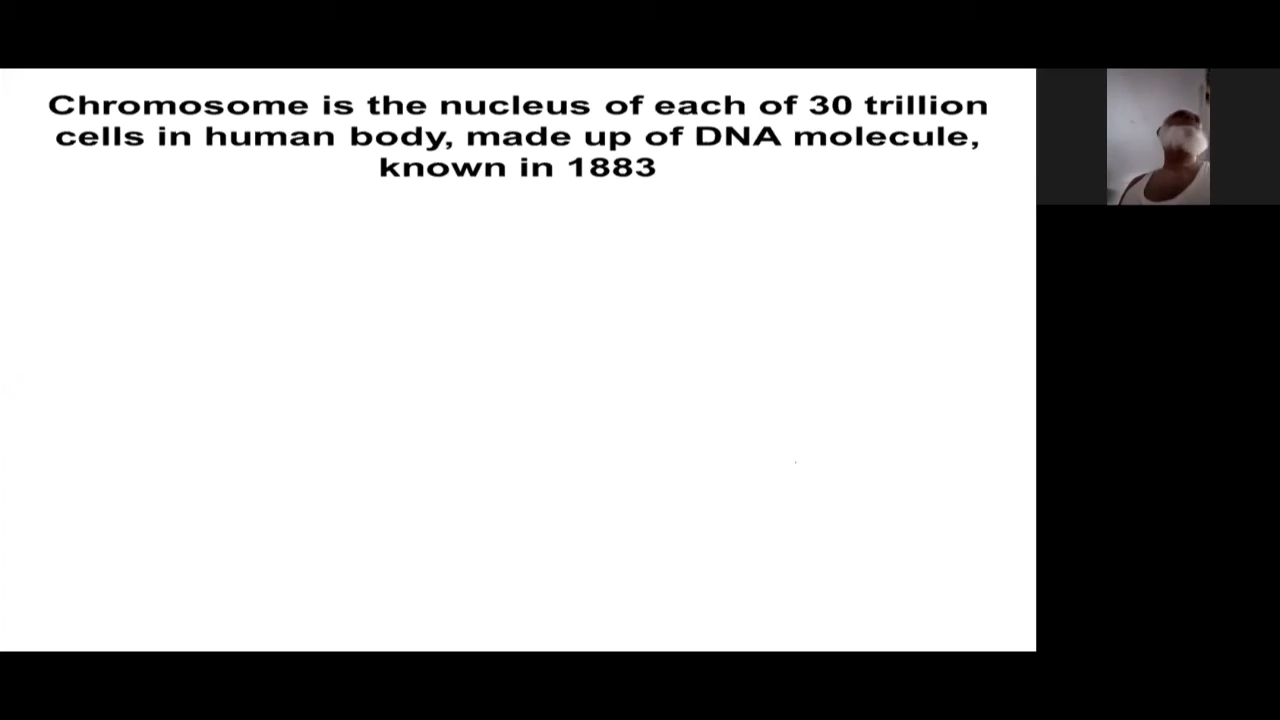 Chromosome is the nucleus of each of 30 trillion
cells in human body, made up of DNA molecule,
known in 1883